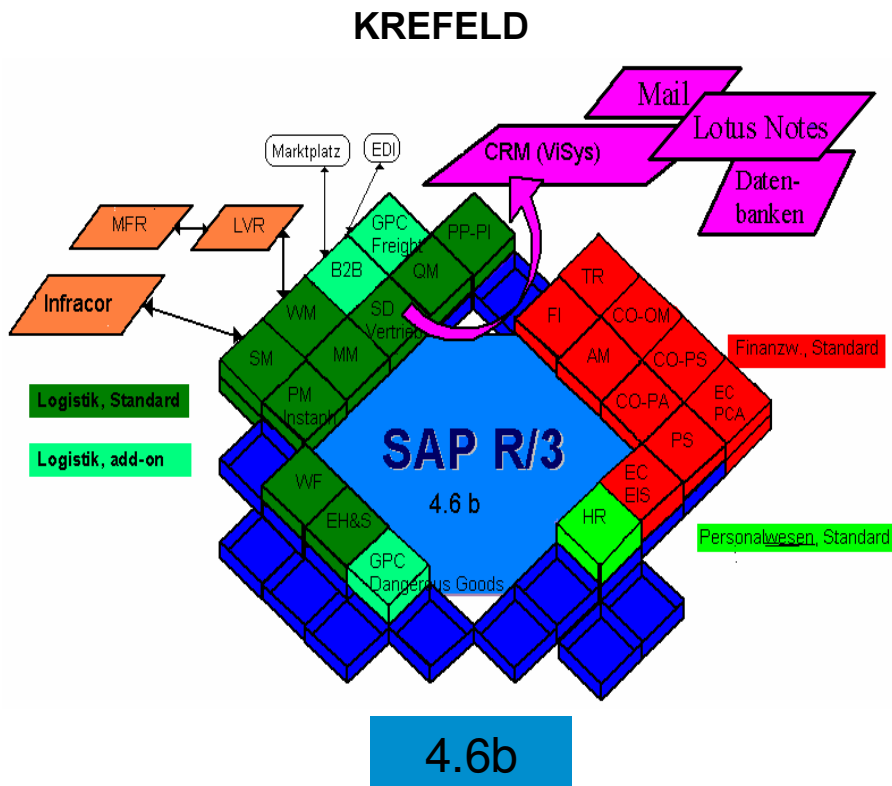 KREFELD
Mail
Lotus Notes
CRM (ViSys)
Daten-
banken
Marktplatz
EDI
MFR
LVR
Infracor
GPC
Freight
PP-PI
B2B
QM
WM
SD
Vertrieb
SM
MM
PM
Instanh
TR
FI
CO-OM
AM
CO-PS
CO-PA
EC
PCA
PS
EC
EIS
HR
Finanzw., Standard
Logistik, Standard
Logistik, add-on
SAP R/3
4.6 b
WF
EH&S
GPC
Dangerous Goods
Personalwesen, Standard
4.6b